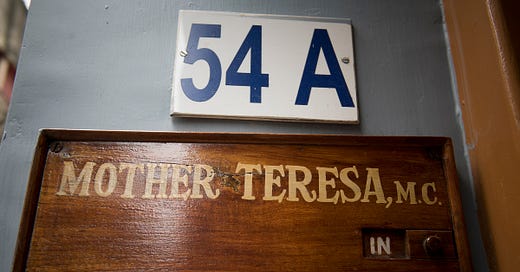 54 A
MOTHER TERESA, M.C.
IN